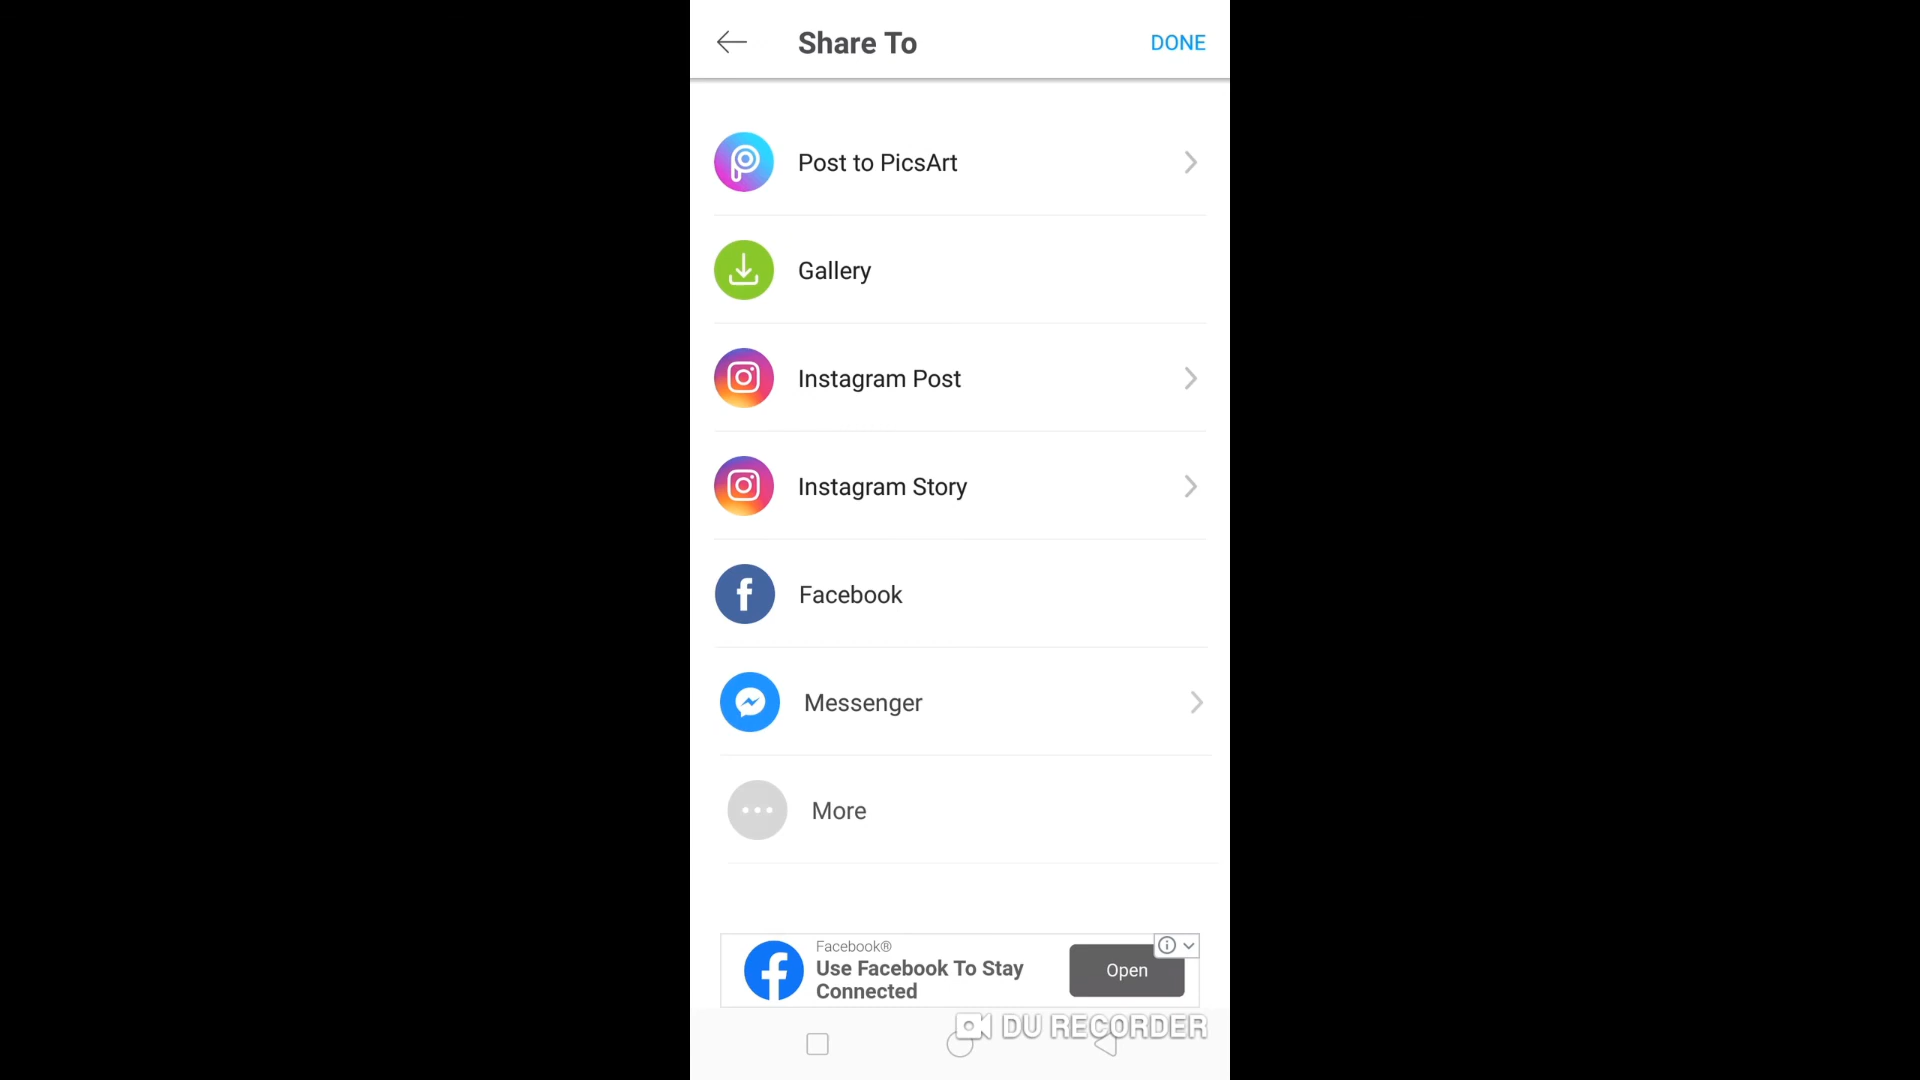 Share To
DONE
Post to PicsArt
Gallery
Instagram Post
Instagram Story
Facebook
Messenger
More
Facebook®
Use Facebook To Stay
Connected
Open
DU RECORDER